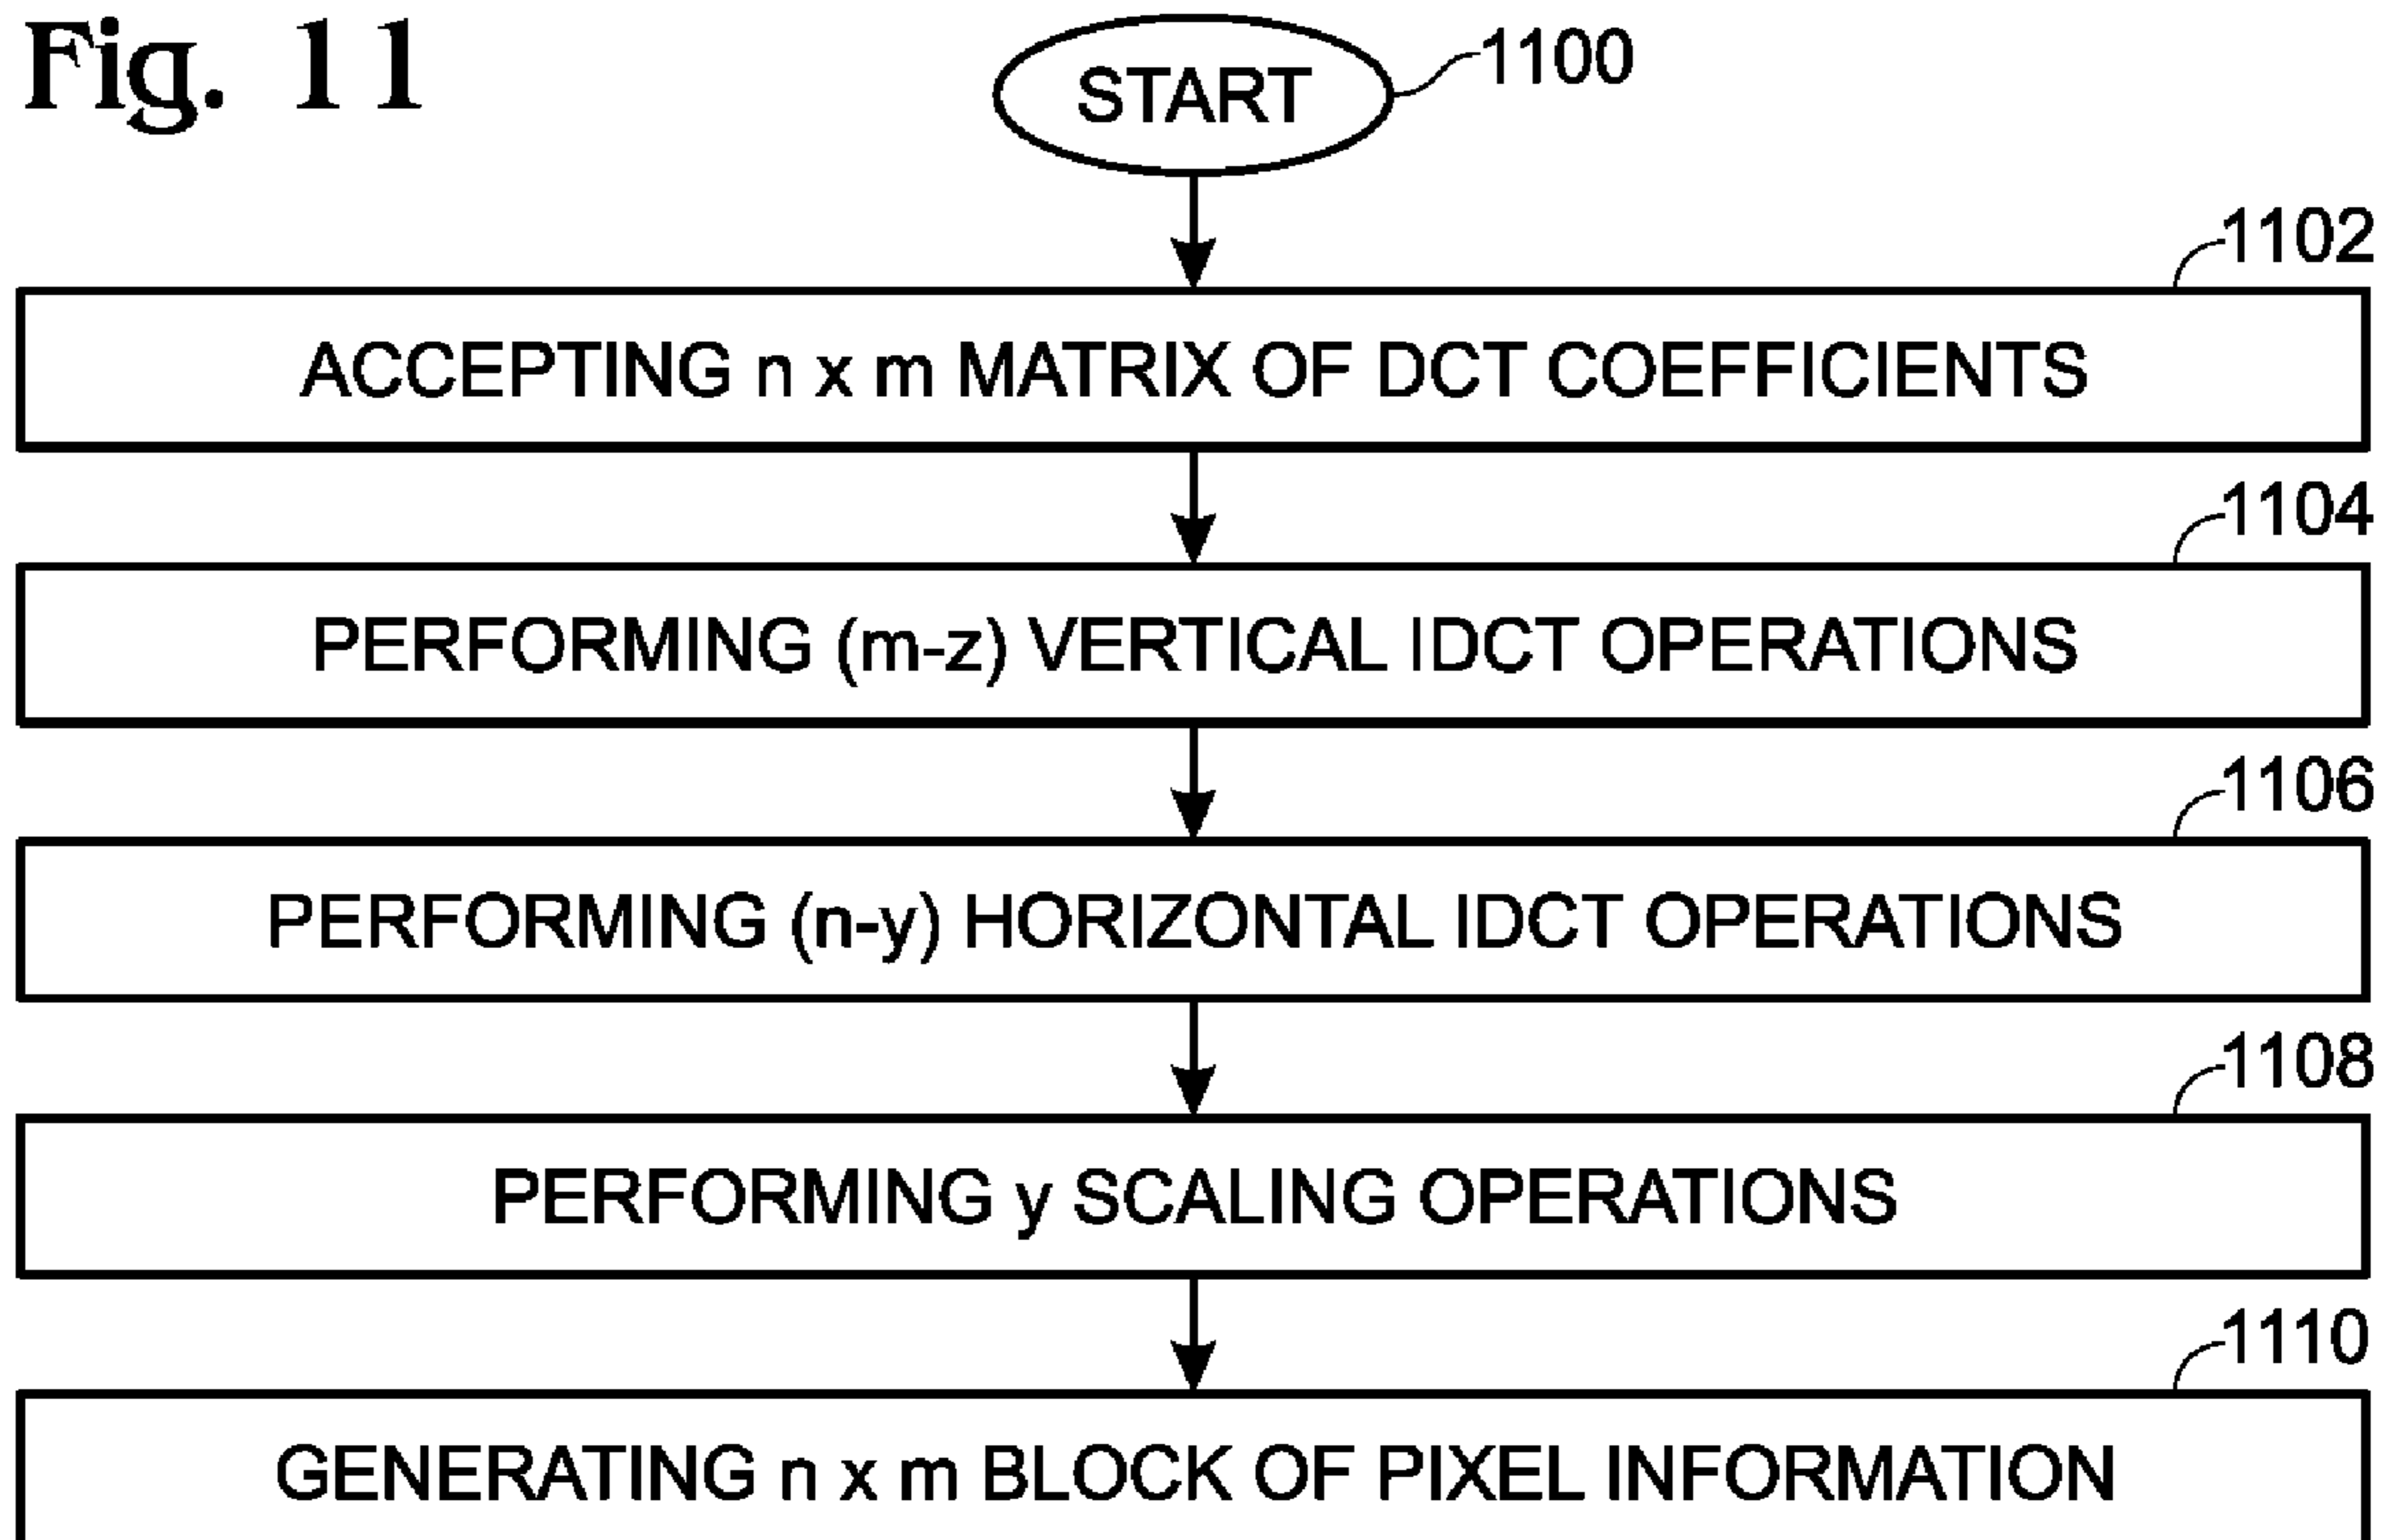 Fig. 11
START
1100
1102
ACCEPTING n x m MATRIX OF DCT COEFFICIENTS
1104
PERFORMING (m-z) VERTICAL IDCT OPERATIONS
1106
PERFORMING (n-y) HORIZONTAL IDCT OPERATIONS
1108
PERFORMING y SCALING OPERATIONS
1110
GENERATING n x m BLOCK OF PIXEL INFORMATION